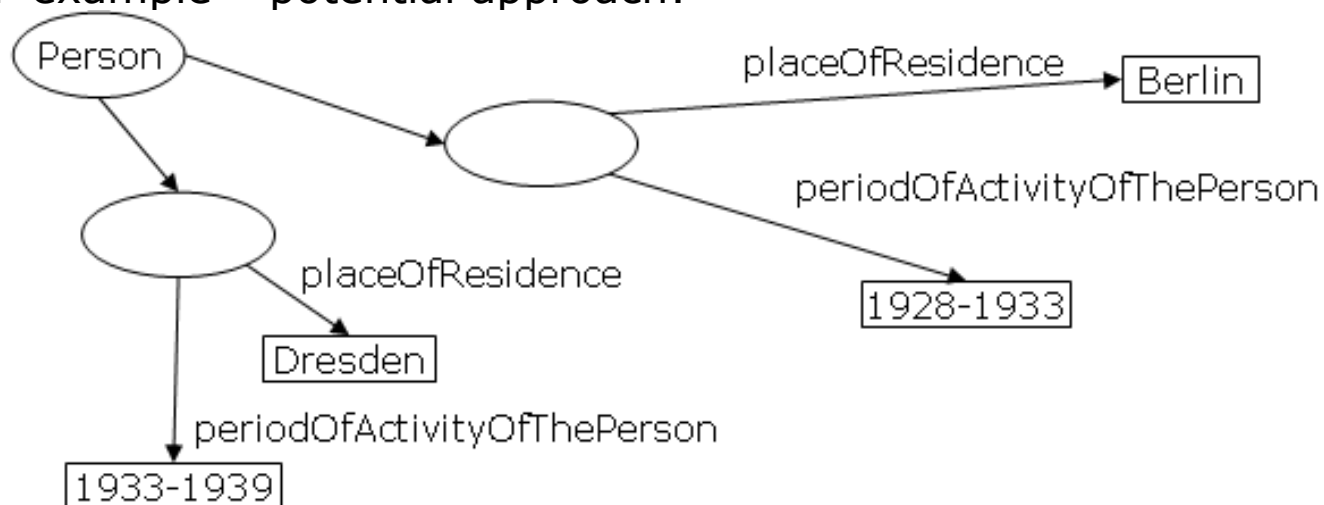 example – potential approach:
Person
placeOfResidence
Berlin
periodOfActivityOfThePerson
1928-1933
placeOfResidence
Dresden
periodOfActivityOfThePerson
1933-1939